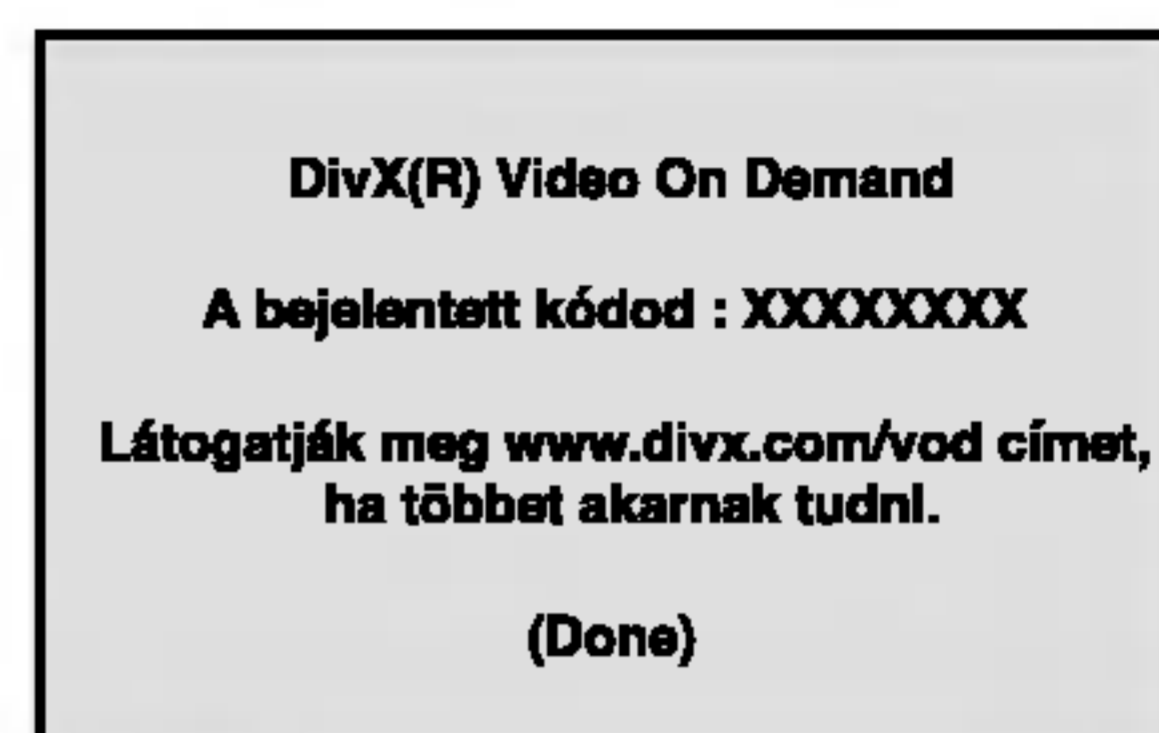 DivX(R) Video On Demand
A bejelentett kódod : XXXXXXXX
Látogatják meg www.divx.com/vod címet,
ha többet akarnak tudni.
(Done)